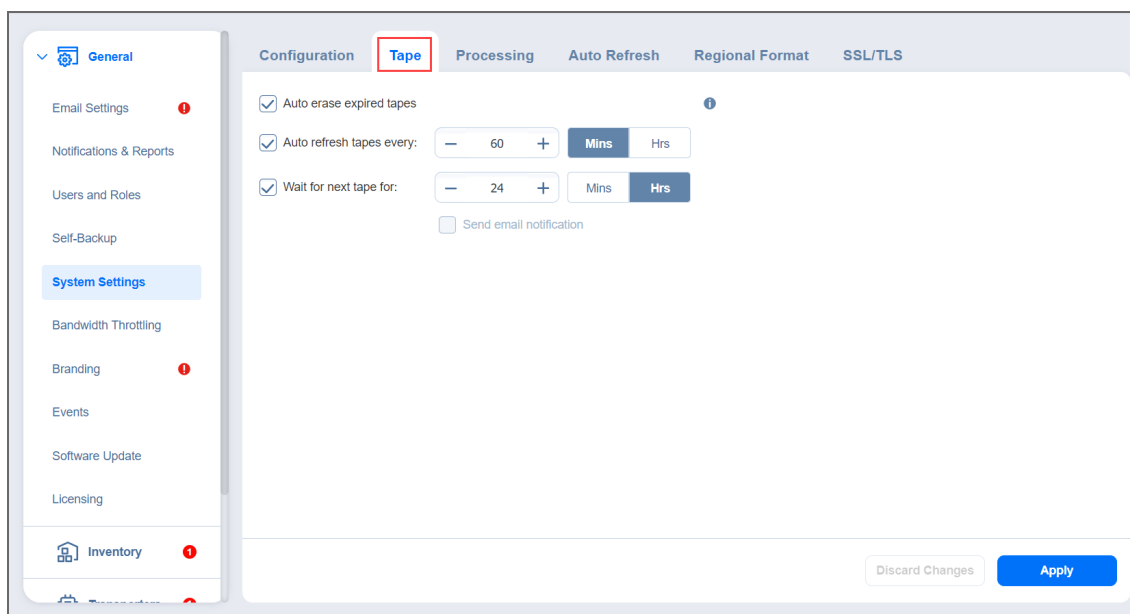 General
Email Settings !
Notifications & Reports
Users and Roles
Self-Backup
System Settings
Bandwidth Throttling
Branding !
Events
Software Update
Licensing
Inventory 1
Configuration Tape Processing Auto Refresh Regional Format SSL/TLS
Auto erase expired tapes i
Auto refresh tapes every: − 60 + Mins Hrs
Wait for next tape for: − 24 + Mins Hrs
Send email notification
Discard Changes Apply